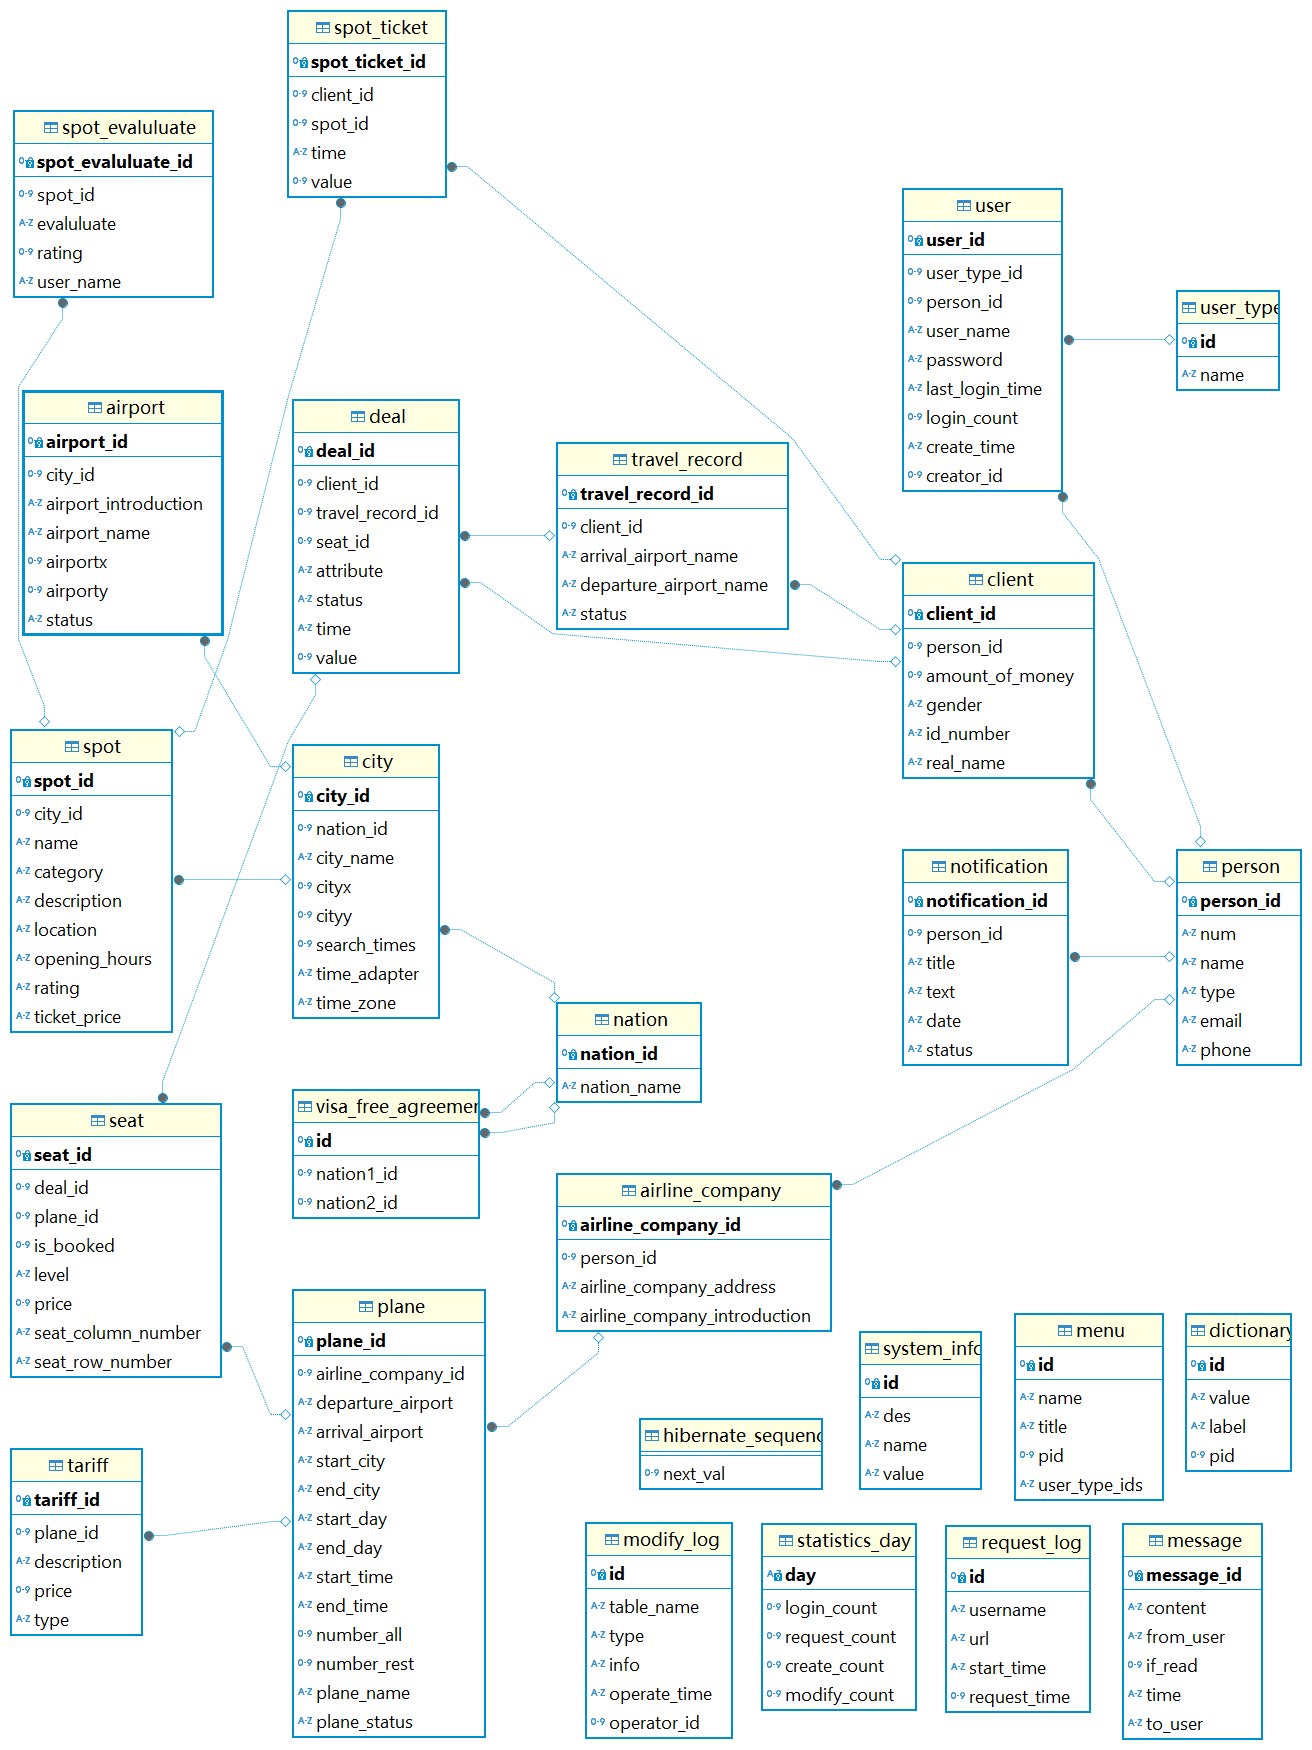 spot_ticket
spot_ticket_id
client_id
spot_id
time
value
spot_evaluluate
spot_evaluluate_id
spot_id
evaluluate
rating
user_name
user
user_id
user_type_id
person_id
user_name
password
last_login_time
login_count
create_time
creator_id
user_type
id
name
airport
airport_id
city_id
airport_introduction
airport_name
airportx
airporty
status
deal
deal_id
client_id
travel_record_id
seat_id
attribute
status
time
value
travel_record
travel_record_id
client_id
arrival_airport_name
departure_airport_name
status
client
client_id
person_id
amount_of_money
gender
id_number
real_name
spot
spot_id
city_id
name
category
description
location
opening_hours
rating
ticket_price
city
city_id
nation_id
city_name
cityx
cityy
search_times
time_adapter
time_zone
notification
notification_id
person_id
title
text
date
status
person
person_id
num
name
type
email
phone
nation
nation_id
nation_name
visa_free_agreemer
id
nation1_id
nation2_id
seat
seat_id
deal_id
plane_id
is_booked
level
price
seat_column_number
seat_row_number
airline_company
airline_company_id
person_id
airline_company_address
airline_company_introduction
plane
plane_id
airline_company_id
departure_airport
arrival_airport
start_city
end_city
start_day
end_day
start_time
end_time
number_all
number_rest
plane_name
plane_status
tariff
tariff_id
plane_id
description
price
type
system_info
id
des
name
value
menu
id
name
title
pid
user_type_ids
dictionary
id
value
label
pid
hibernate_sequenc
next_val
modify_log
id
table_name
type
info
operate_time
operator_id
statistics_day
day
login_count
request_count
create_count
modify_count
request_log
id
username
url
start_time
request_time
message
message_id
content
from_user
if_read
time
to_user